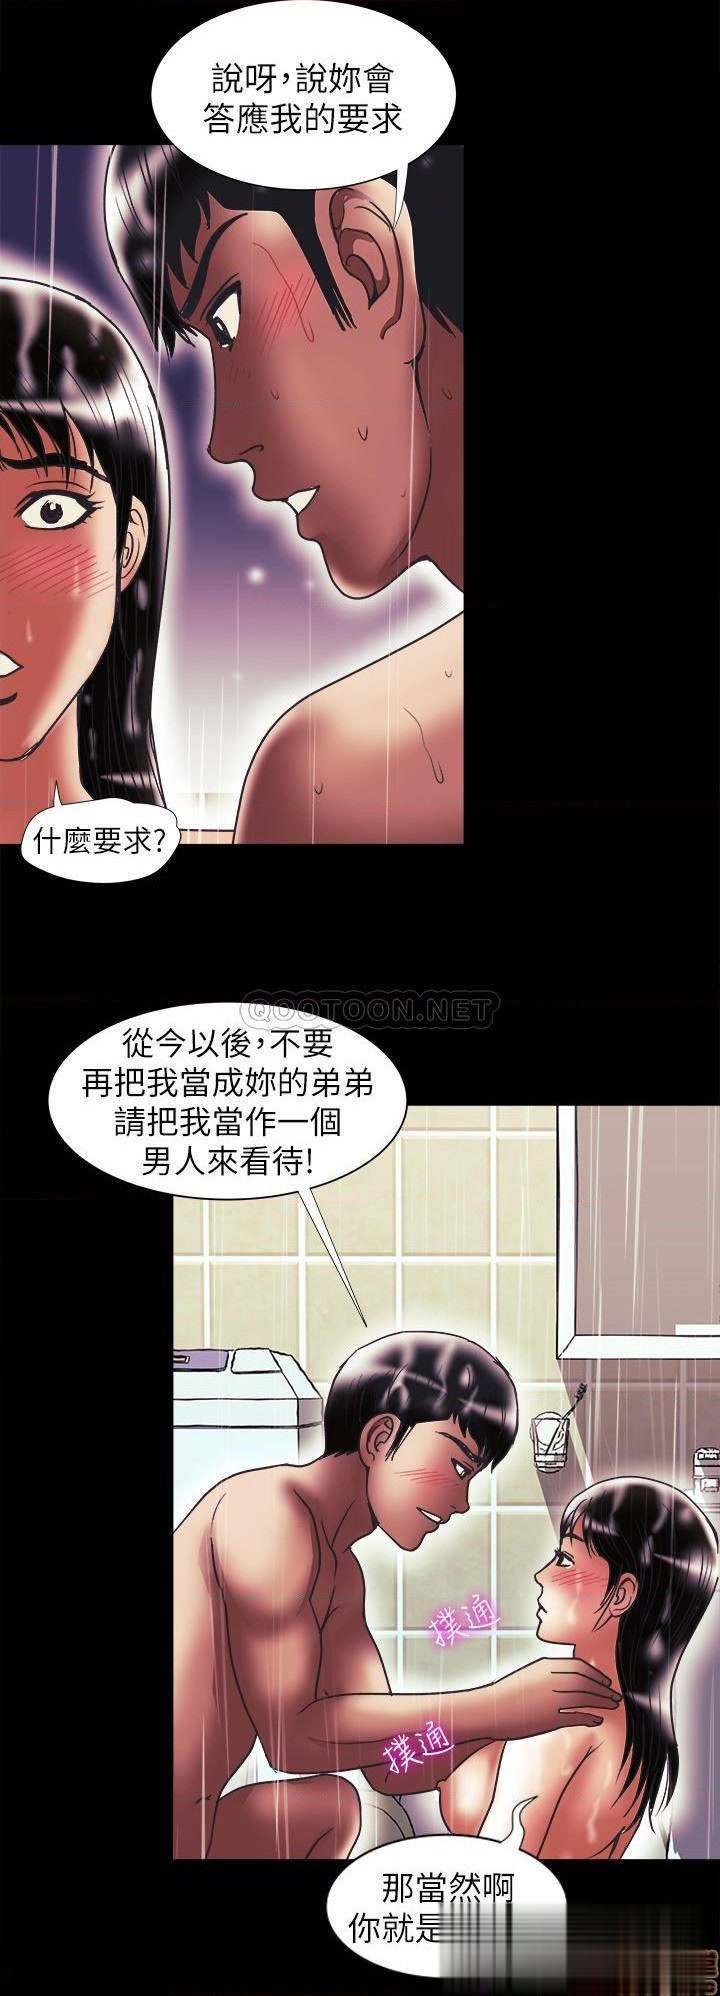 說呀，說妳會
答應我的要求
什麼要求?
QOOTOON.NET
從今以後，不要
再把我當成妳的弟弟
請把我當作一個
男人來看待!
撲通
撲通
那當然啊
你就是